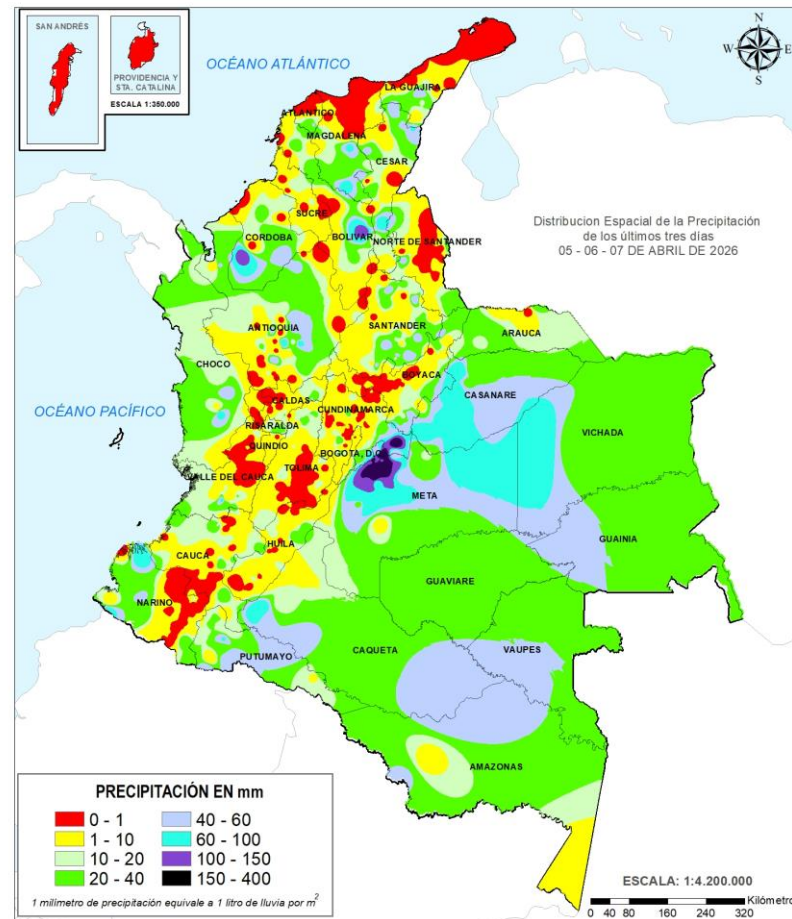 SAN ANDRÉS
PROVIDENCIA Y
STA. CATALINA
ESCALA 1:350.000
OCÉANO ATLÁNTICO
N
W
E
S
LA GUAJIRA
ATLANTICO
MAGDALENA
CESAR
Distribucion Espacial de la Precipitación
de los últimos tres días
05 - 06 - 07 DE ABRIL DE 2026
SUCRE
CORDOBA
BOLIVAR
NORTE DE SANTANDER
ANTIOQUIA
SANTANDER
ARAUCA
CHOCO
BOYACA
CASANARE
OCÉANO PACÍFICO
CALDAS
CUNDINAMARCA
VICHADA
RISARALDA
QUINDIO
BOGOTA, D.C.
TOLIMA
VALLE DEL CAUCA
META
HUILA
GUAINIA
CAUCA
GUAVIARE
NARIÑO
PUTUMAYO
CAQUETA
VAUPES
AMAZONAS
PRECIPITACIÓN EN mm
0 - 1
40 - 60
1 - 10
60 - 100
10 - 20
100 - 150
20 - 40
150 - 400
1 milímetro de precipitación equivale a 1 litro de lluvia por m²
ESCALA: 1:4.200.000
Kilómetro
40 80 160 240 320